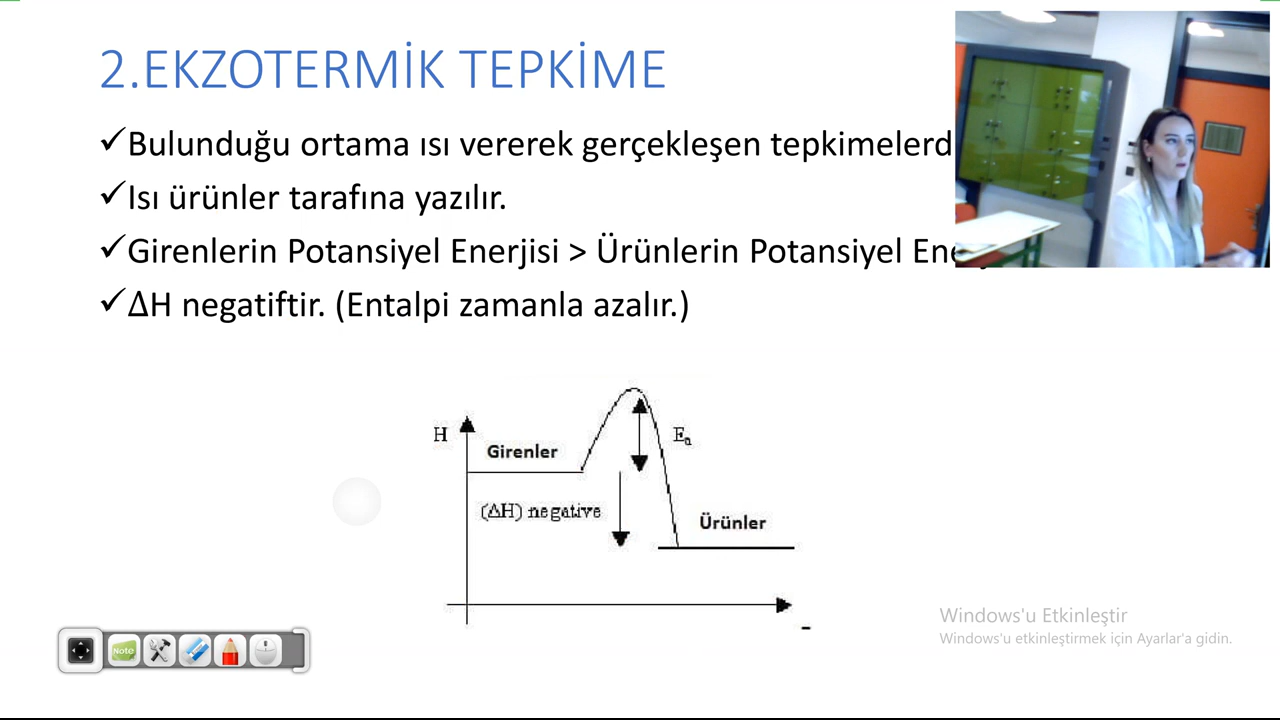 2.EKZOTERMİK TEPKİME
✓Bulunduğu ortama ısı vererek gerçekleşen tepkimelerd
✓Isı ürünler tarafına yazılır.
✓Girenlerin Potansiyel Enerjisi > Ürünlerin Potansiyel
✓ΔH negatiftir. (Entalpi zamanla azalır.)
H
Girenler
Ea
(ΔH) negative
Ürünler
Windows'u Etkinleştir
Windows'u etkinleştirmek için Ayarlar'a gidin.
Note